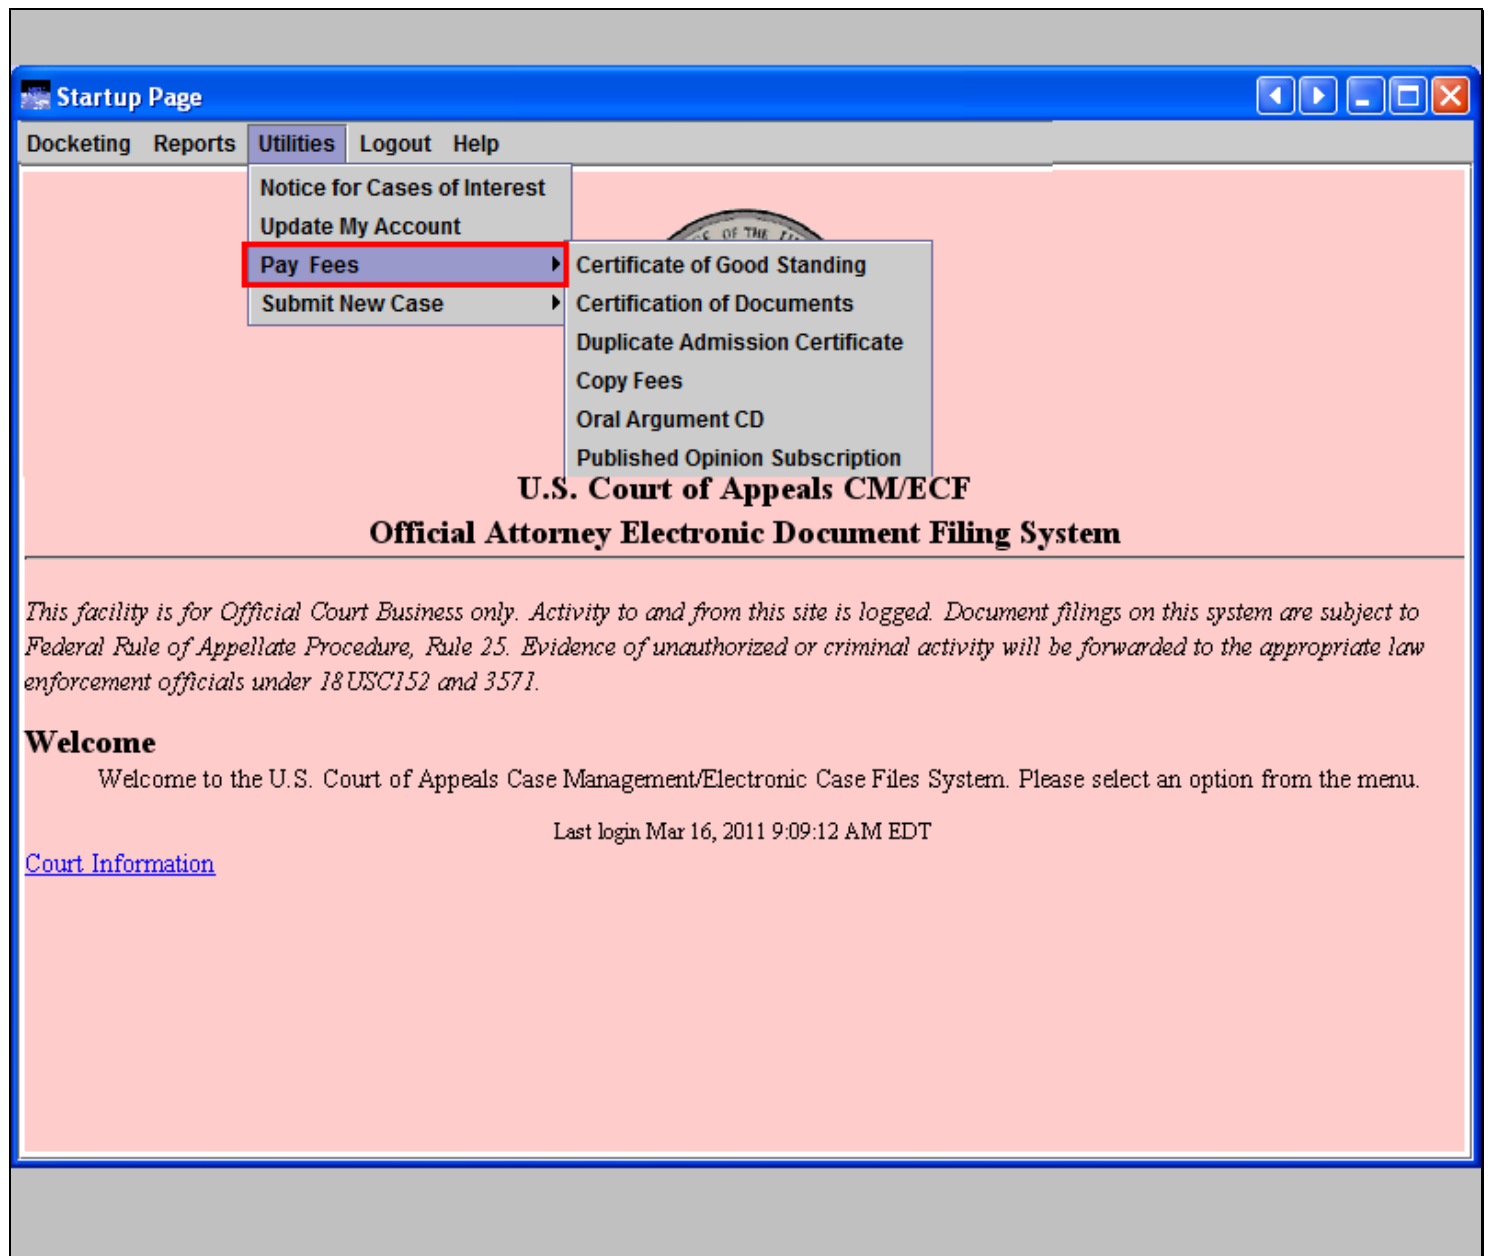 Startup Page
Docketing Reports Utilities Logout Help
Notice for Cases of Interest
Update My Account
Pay Fees
Submit New Case
OF THE
Certificate of Good Standing
Certification of Documents
Duplicate Admission Certificate
Copy Fees
Oral Argument CD
Published Opinion Subscription
U.S. Court of Appeals CM/ECF
Official Attorney Electronic Document Filing System
This facility is for Official Court Business only. Activity to and from this site is logged. Document filings on this system are subject to
Federal Rule of Appellate Procedure, Rule 25. Evidence of unauthorized or criminal activity will be forwarded to the appropriate law
enforcement officials under 18 USC152 and 3571.
Welcome
Welcome to the U.S. Court of Appeals Case Management/Electronic Case Files System. Please select an option from the menu.
Last login Mar 16, 2011 9:09:12 AM EDT
Court Information